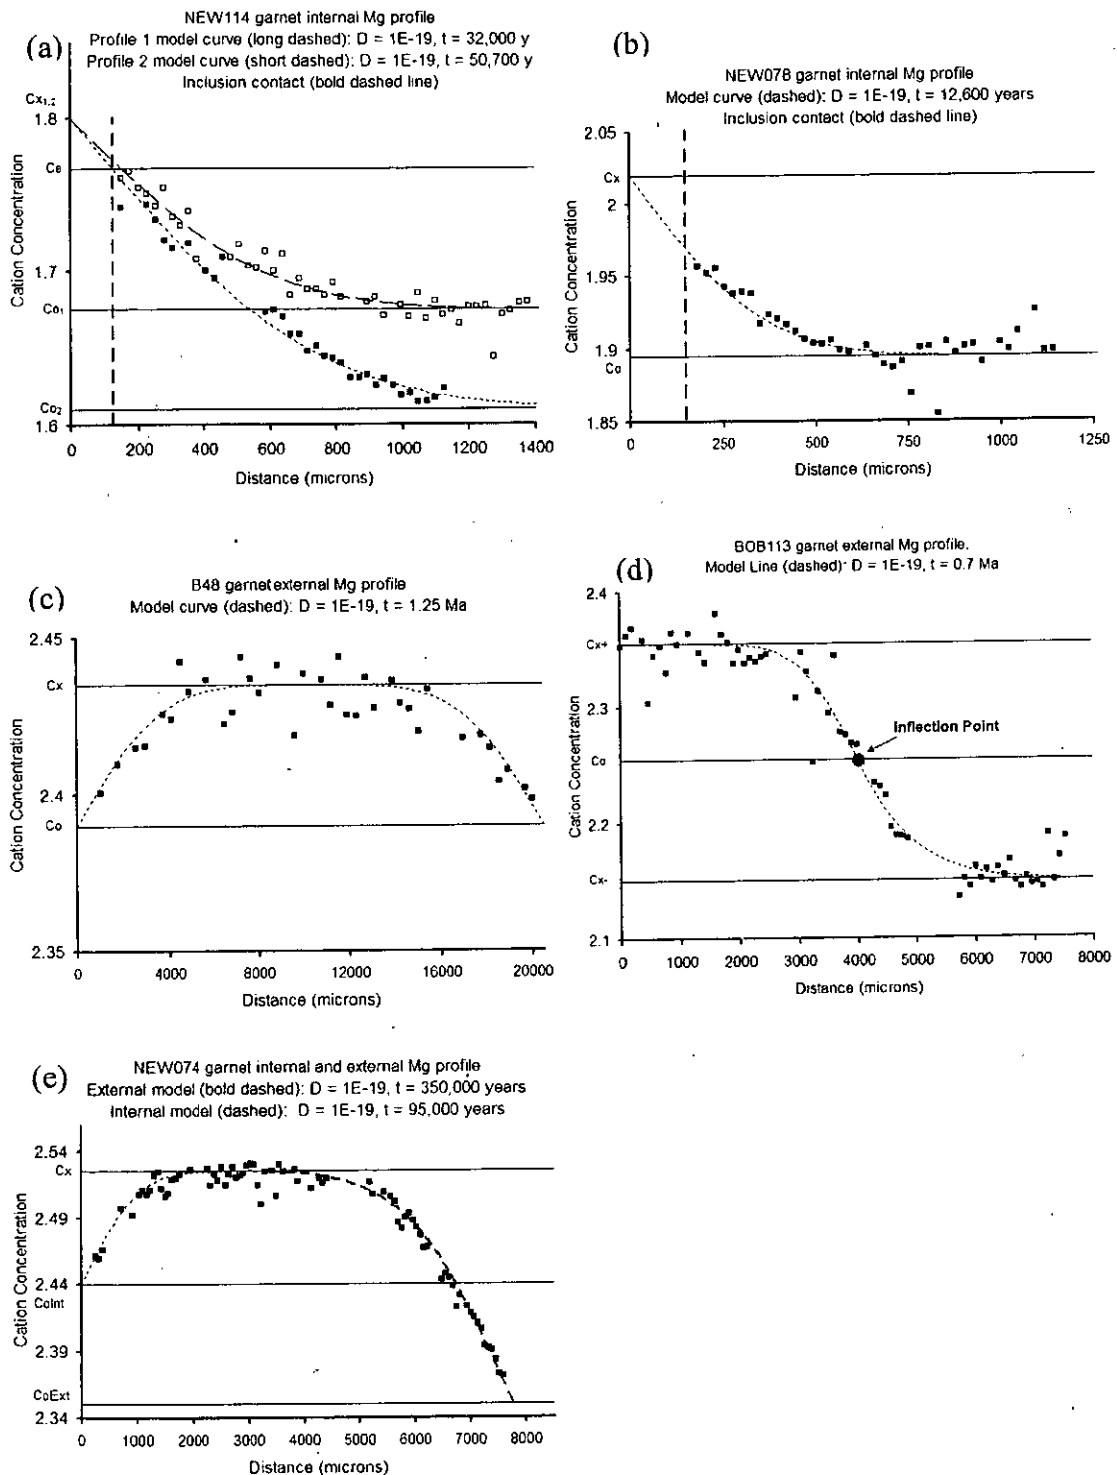 (a)
NEW114 garnet internal Mg profile
Profile 1 model curve (long dashed): D = 1E-19, t = 32,000 y
Profile 2 model curve (short dashed): D = 1E-19, t = 50,700 y
Inclusion contact (bold dashed line)
Cx1,2
1.8
CB
1.7
Co1
Co2
1.6
Cation Concentration
0 200 400 600 800 1000 1200 1400
Distance (microns)
(b)
NEW078 garnet internal Mg profile
Model curve (dashed): D = 1E-19, t = 12,600 years
Inclusion contact (bold dashed line)
2.05
Cx
2
1.95
1.9
Co
1.85
Cation Concentration
0 250 500 750 1000 1250
Distance (microns)
(c)
B48 garnet external Mg profile
Model curve (dashed): D = 1E-19, t = 1.25 Ma
2.45
Cx
2.4
Co
2.35
Cation Concentration
0 4000 8000 12000 16000 20000
Distance (microns)
(d)
BOB113 garnet external Mg profile.
Model Line (dashed): D = 1E-19, t = 0.7 Ma
2.4
Cx+
2.3
Inflection Point
Co
2.2
Cx-
2.1
Cation Concentration
0 1000 2000 3000 4000 5000 6000 7000 8000
Distance (microns)
(e)
NEW074 garnet internal and external Mg profile
External model (bold dashed): D = 1E-19, t = 350,000 years
Internal model (dashed): D = 1E-19, t = 95,000 years
2.54
Cx
2.49
2.44
CoInt
2.39
CoExt
2.34
Cation Concentration
0 1000 2000 3000 4000 5000 6000 7000 8000
Distance (microns)